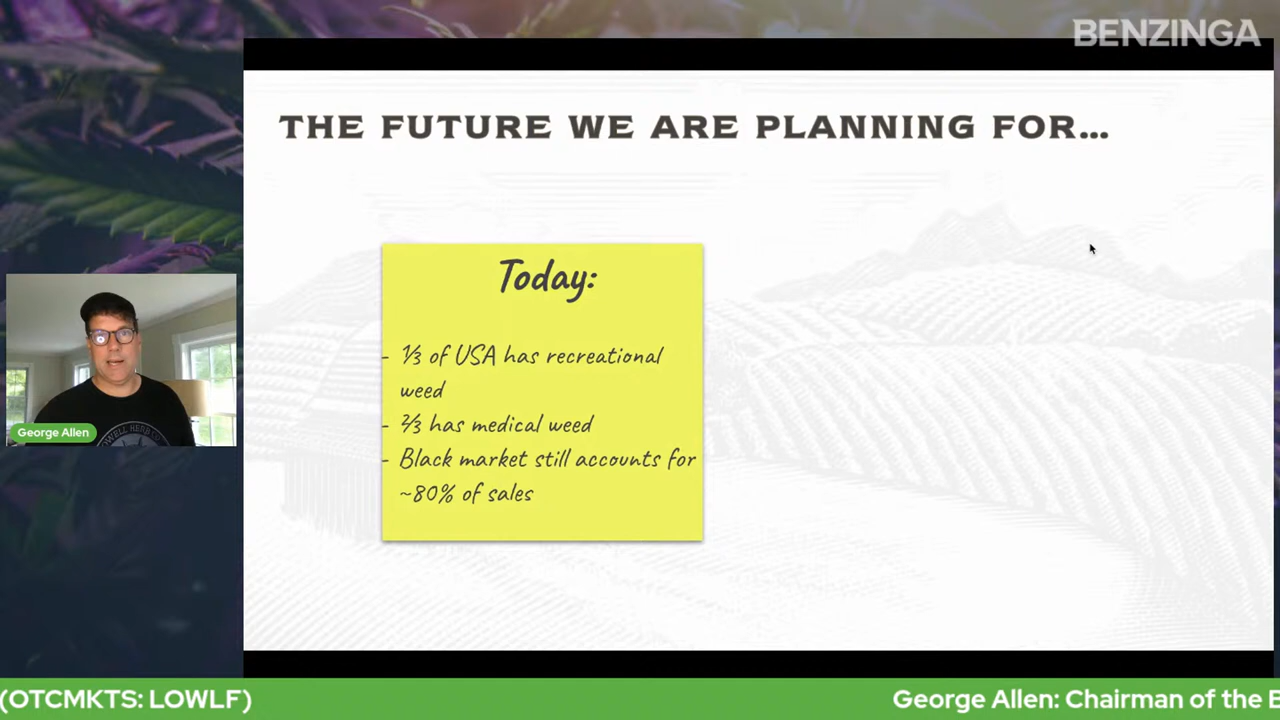 BENZINGA
THE FUTURE WE ARE PLANNING FOR...
Today:
- ⅓ of USA has recreational
weed
- ⅔ has medical weed
- Black market still accounts for
~80% of sales
George Allen
(OTCMKTS: LOWLF) George Allen: Chairman of the